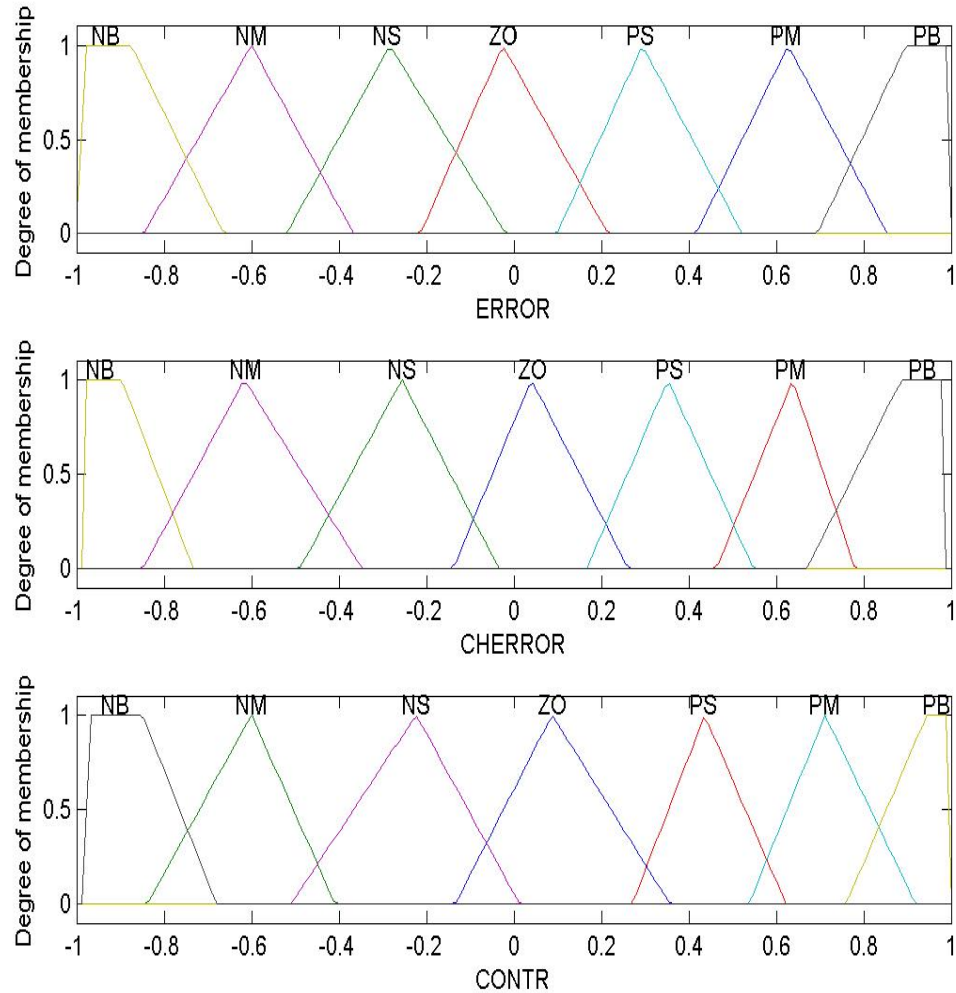 NB NM NS ZO PS PM PB
1
0.5
0
Degree of membership
-1 -0.8 -0.6 -0.4 -0.2 0 0.2 0.4 0.6 0.8 1
ERROR
NB NM NS ZO PS PM PB
1
0.5
0
Degree of membership
-1 -0.8 -0.6 -0.4 -0.2 0 0.2 0.4 0.6 0.8 1
CHERROR
NB NM NS ZO PS PM PB
1
0.5
0
Degree of membership
-1 -0.8 -0.6 -0.4 -0.2 0 0.2 0.4 0.6 0.8 1
CONTR